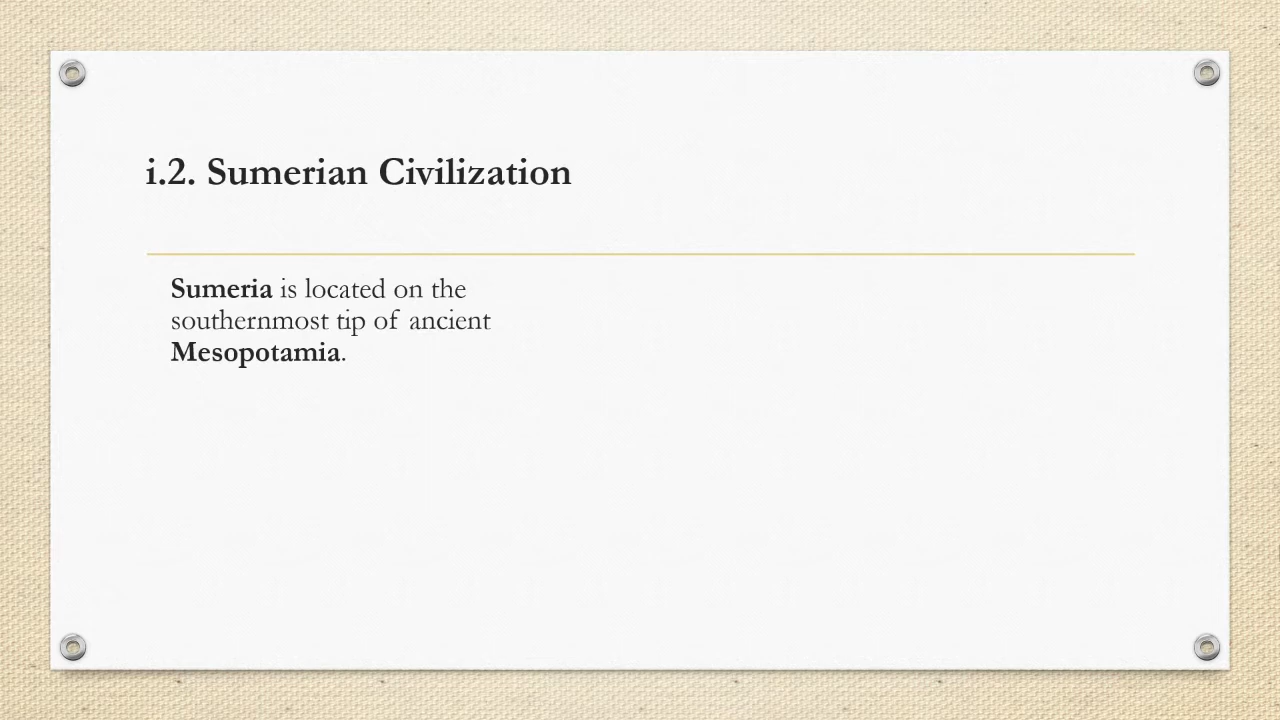 i.2. Sumerian Civilization
Sumeria is located on the
southernmost tip of ancient
Mesopotamia.